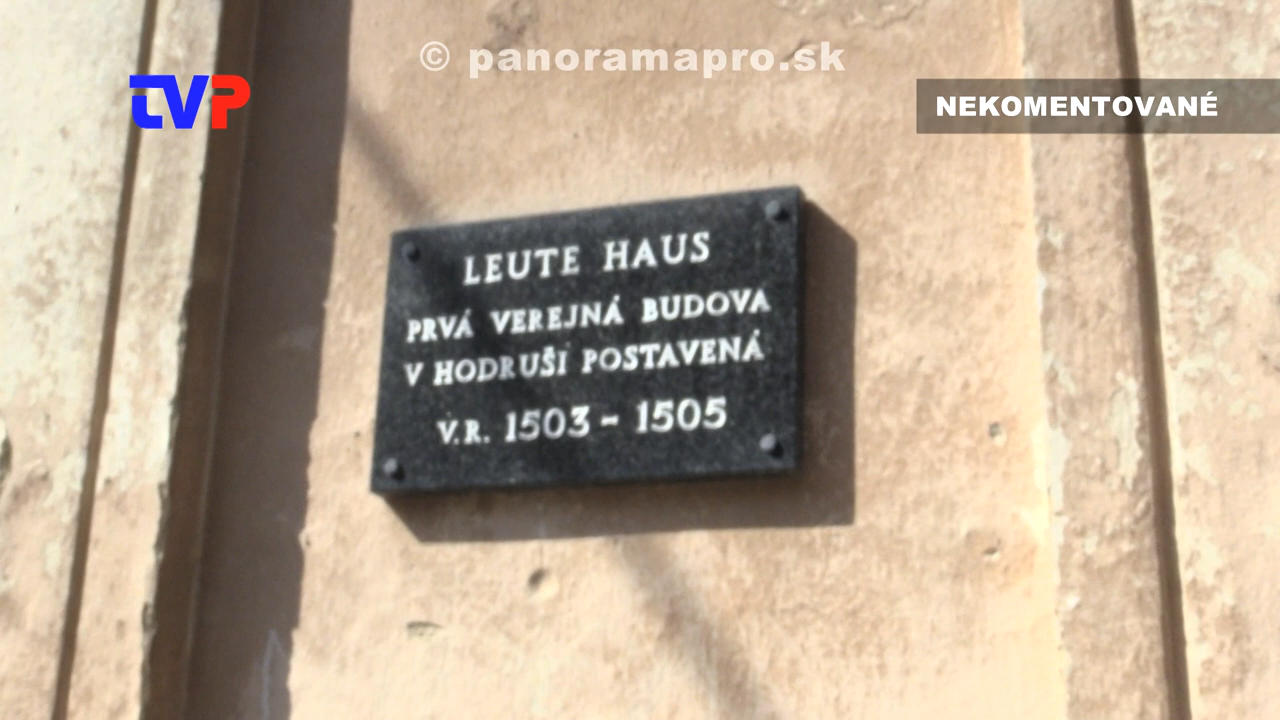 © panoramapro.sk
TVP
NEKOMENTOVANÉ
LEUTE HAUS
PRVÁ VEREJNÁ BUDOVA
V HODRUŠI POSTAVENÁ
V.R. 1503 - 1505